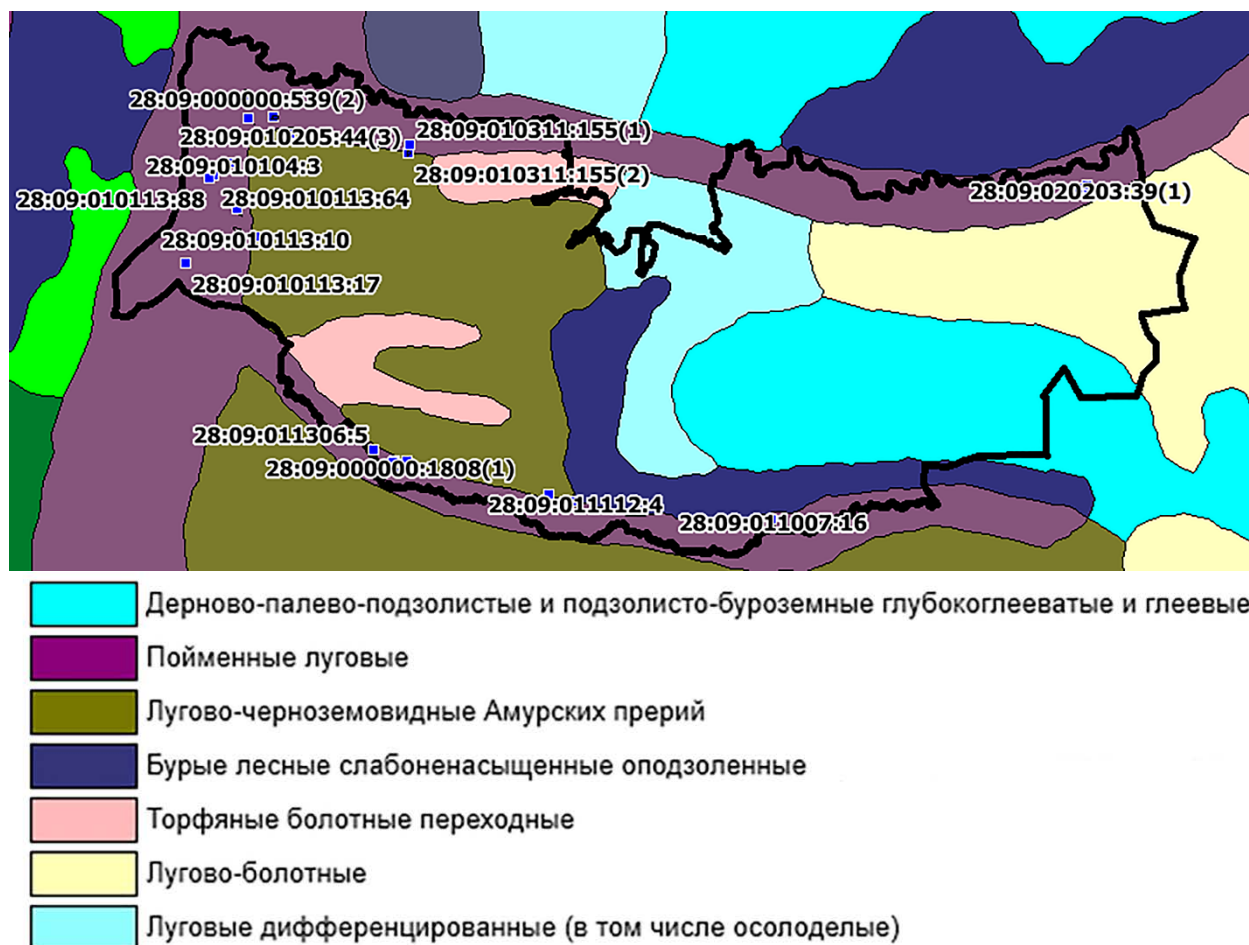 28:09:000000:539(2)
28:09:010205:44(3)
28:09:010311:155(1)
28:09:010104:3
28:09:010311:155(2)
28:09:010113:88
28:09:010113:64
28:09:020203:39(1)
28:09:010113:10
28:09:010113:17
28:09:011306:5
28:09:000000:1808(1)
28:09:011112:4
28:09:011007:16
Дерново-палево-подзолистые и подзолисто-буроземные глубокоглееватые и глеевые
Пойменные луговые
Лугово-черноземовидные Амурских прерий
Бурые лесные слабоненасыщенные оподзоленные
Торфяные болотные переходные
Лугово-болотные
Луговые дифференцированные (в том числе осолоделые)